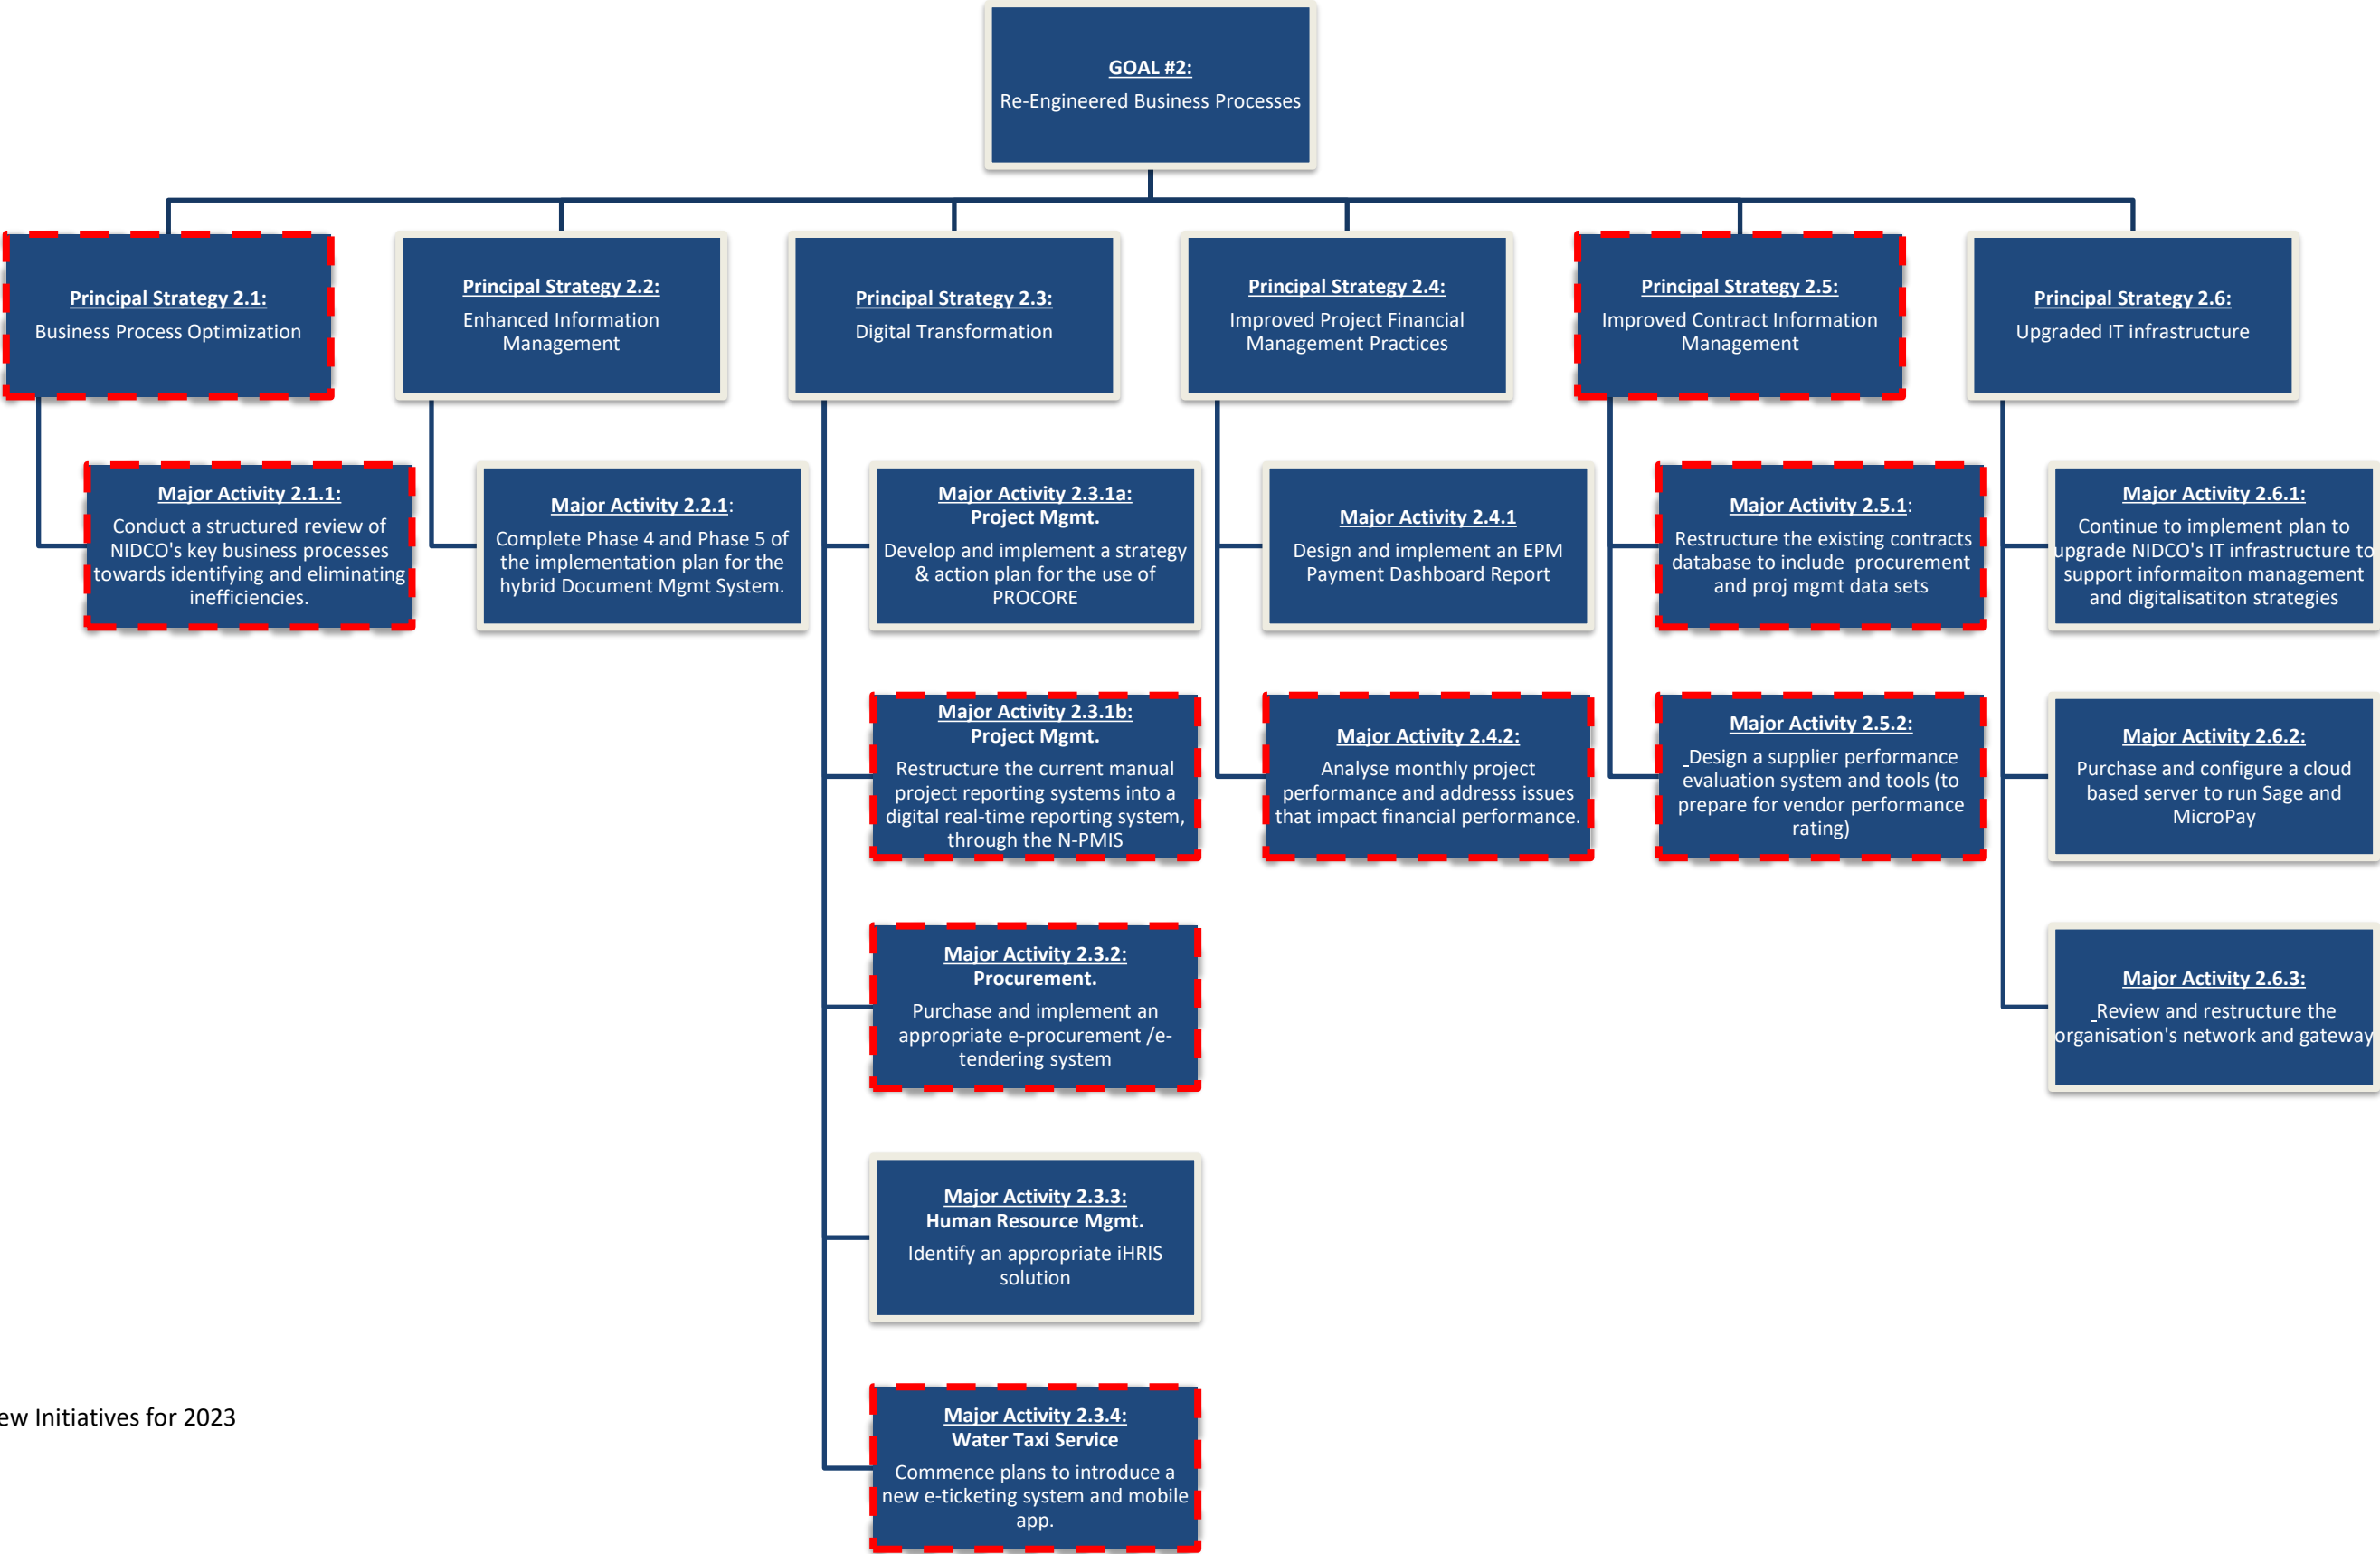 GOAL #2:
Re-Engineered Business Processes
Principal Strategy 2.1:
Business Process Optimization
Principal Strategy 2.2:
Enhanced Information
Management
Principal Strategy 2.3:
Digital Transformation
Principal Strategy 2.4:
Improved Project Financial
Management Practices
Principal Strategy 2.5:
Improved Contract Information
Management
Principal Strategy 2.6:
Upgraded IT infrastructure
Major Activity 2.1.1:
Conduct a structured review of
NIDCO's key business processes
towards identifying and eliminating
inefficiencies.
Major Activity 2.2.1:
Complete Phase 4 and Phase 5 of
the implementation plan for the
hybrid Document Mgmt System.
Major Activity 2.3.1a:
Project Mgmt.
Develop and implement a strategy
& action plan for the use of
PROCORE
Major Activity 2.4.1
Design and implement an EPM
Payment Dashboard Report
Major Activity 2.5.1:
Restructure the existing contracts
database to include procurement
and proj mgmt data sets
Major Activity 2.6.1:
Continue to implement plan to
upgrade NIDCO's IT infrastructure to
support informaiton management
and digitalisatiton strategies
Major Activity 2.3.1b:
Project Mgmt.
Restructure the current manual
project reporting systems into a
digital real-time reporting system,
through the N-PMIS
Major Activity 2.4.2:
Analyse monthly project
performance and addresss issues
that impact financial performance.
Major Activity 2.5.2:
Design a supplier performance
evaluation system and tools (to
prepare for vendor performance
rating)
Major Activity 2.6.2:
Purchase and configure a cloud
based server to run Sage and
MicroPay
Major Activity 2.3.2:
Procurement.
Purchase and implement an
appropriate e-procurement /e-
tendering system
Major Activity 2.6.3:
Review and restructure the
organisation's network and gateway
Major Activity 2.3.3:
Human Resource Mgmt.
Identify an appropriate iHRIS
solution
Major Activity 2.3.4:
Water Taxi Service
Commence plans to introduce a
new e-ticketing system and mobile
app.
ew Initiatives for 2023